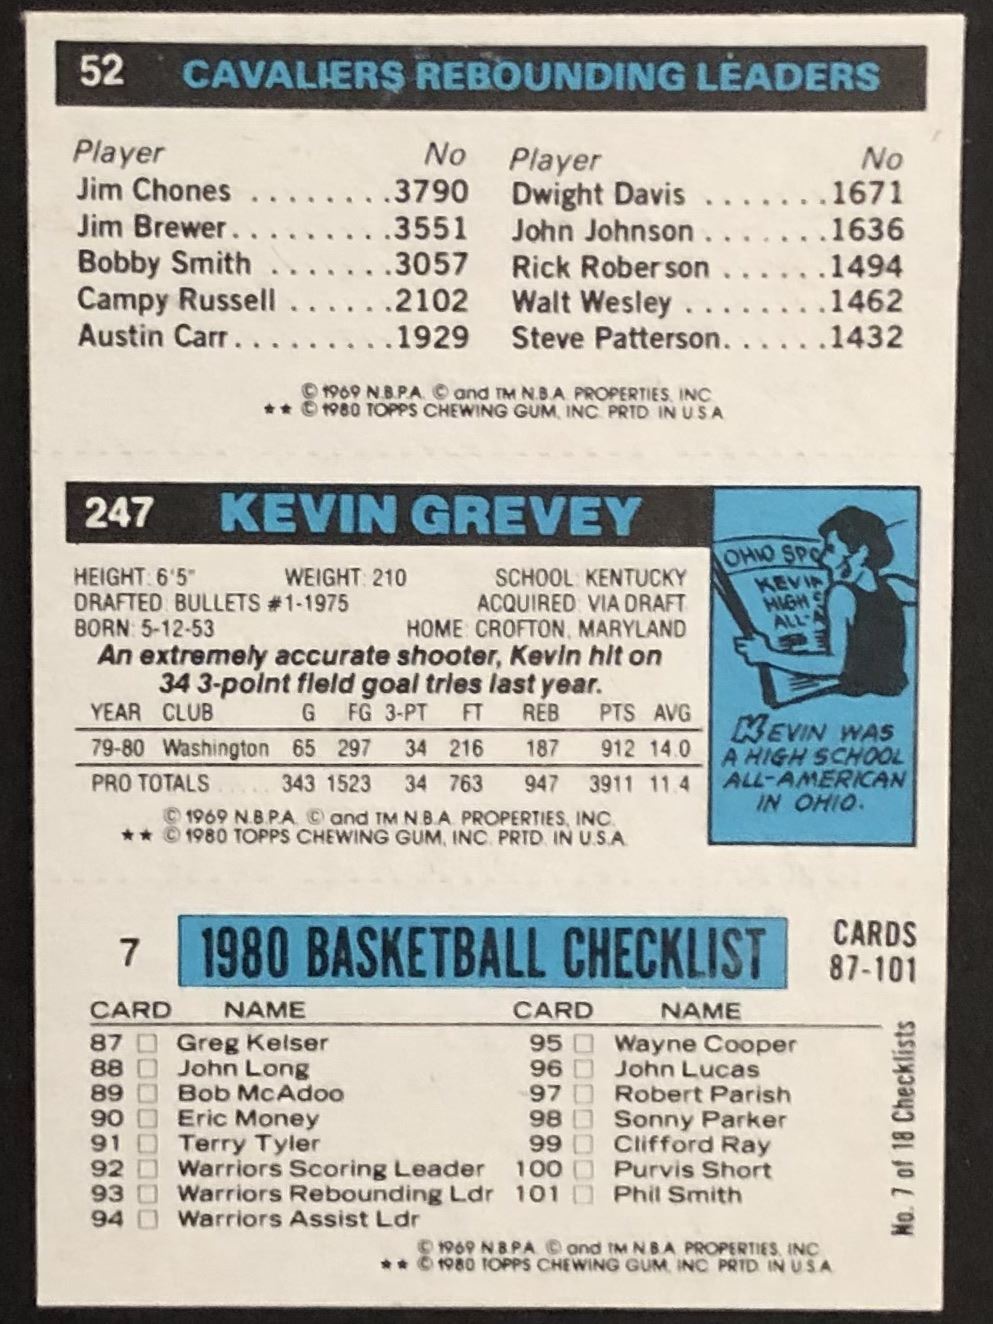 52 CAVALIERS REBOUNDING LEADERS
Player No Player No
Jim Chones ........3790 Dwight Davis .......1671
Jim Brewer.........3551 John Johnson.......1636
Bobby Smith .......3057 Rick Roberson ......1494
Campy Russell ......2102 Walt Wesley ........1462
Austin Carr.........1929 Steve Patterson......1432
© 1969 N.B.P.A. © and TM N.B.A. PROPERTIES, INC.
★★ © 1980 TOPPS CHEWING GUM, INC. PRTD. IN U.S.A.
247 KEVIN GREVEY
HEIGHT: 6'5" WEIGHT: 210 SCHOOL: KENTUCKY
DRAFTED: BULLETS #1-1975 ACQUIRED: VIA DRAFT
BORN: 5-12-53 HOME: CROFTON, MARYLAND
An extremely accurate shooter, Kevin hit on
34 3-point field goal tries last year.
YEAR CLUB G FG 3-PT FT REB PTS AVG
79-80 Washington 65 297 34 216 187 912 14.0
PRO TOTALS ..... 343 1523 34 763 947 3911 11.4
© 1969 N.B.P.A. © and TM N.B.A. PROPERTIES, INC.
★★ © 1980 TOPPS CHEWING GUM, INC. PRTD. IN U.S.A.
OHIO SPO
KEVIN
HIGH S
ALL-A
KEVIN WAS
A HIGH SCHOOL
ALL-AMERICAN
IN OHIO.
7 1980 BASKETBALL CHECKLIST CARDS
87-101
CARD NAME CARD NAME
87 □ Greg Kelser 95 □ Wayne Cooper
88 □ John Long 96 □ John Lucas
89 □ Bob McAdoo 97 □ Robert Parish
90 □ Eric Money 98 □ Sonny Parker
91 □ Terry Tyler 99 □ Clifford Ray
92 □ Warriors Scoring Leader 100 □ Purvis Short
93 □ Warriors Rebounding Ldr 101 □ Phil Smith
94 □ Warriors Assist Ldr
No. 7 of 18 Checklists
© 1969 N.B.P.A. © and TM N.B.A. PROPERTIES, INC.
★★ © 1980 TOPPS CHEWING GUM, INC. PRTD. IN U.S.A.